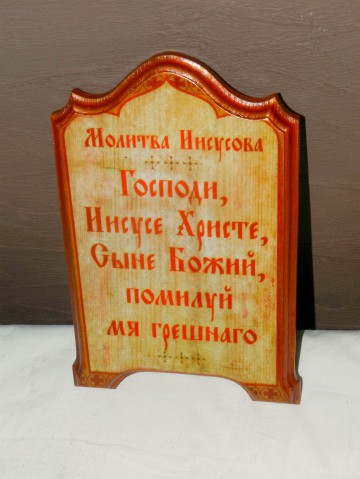 Молитва Иисусова
Господи,
Иисусе Христе,
Сыне Божий,
помилуй
мя грешнаго